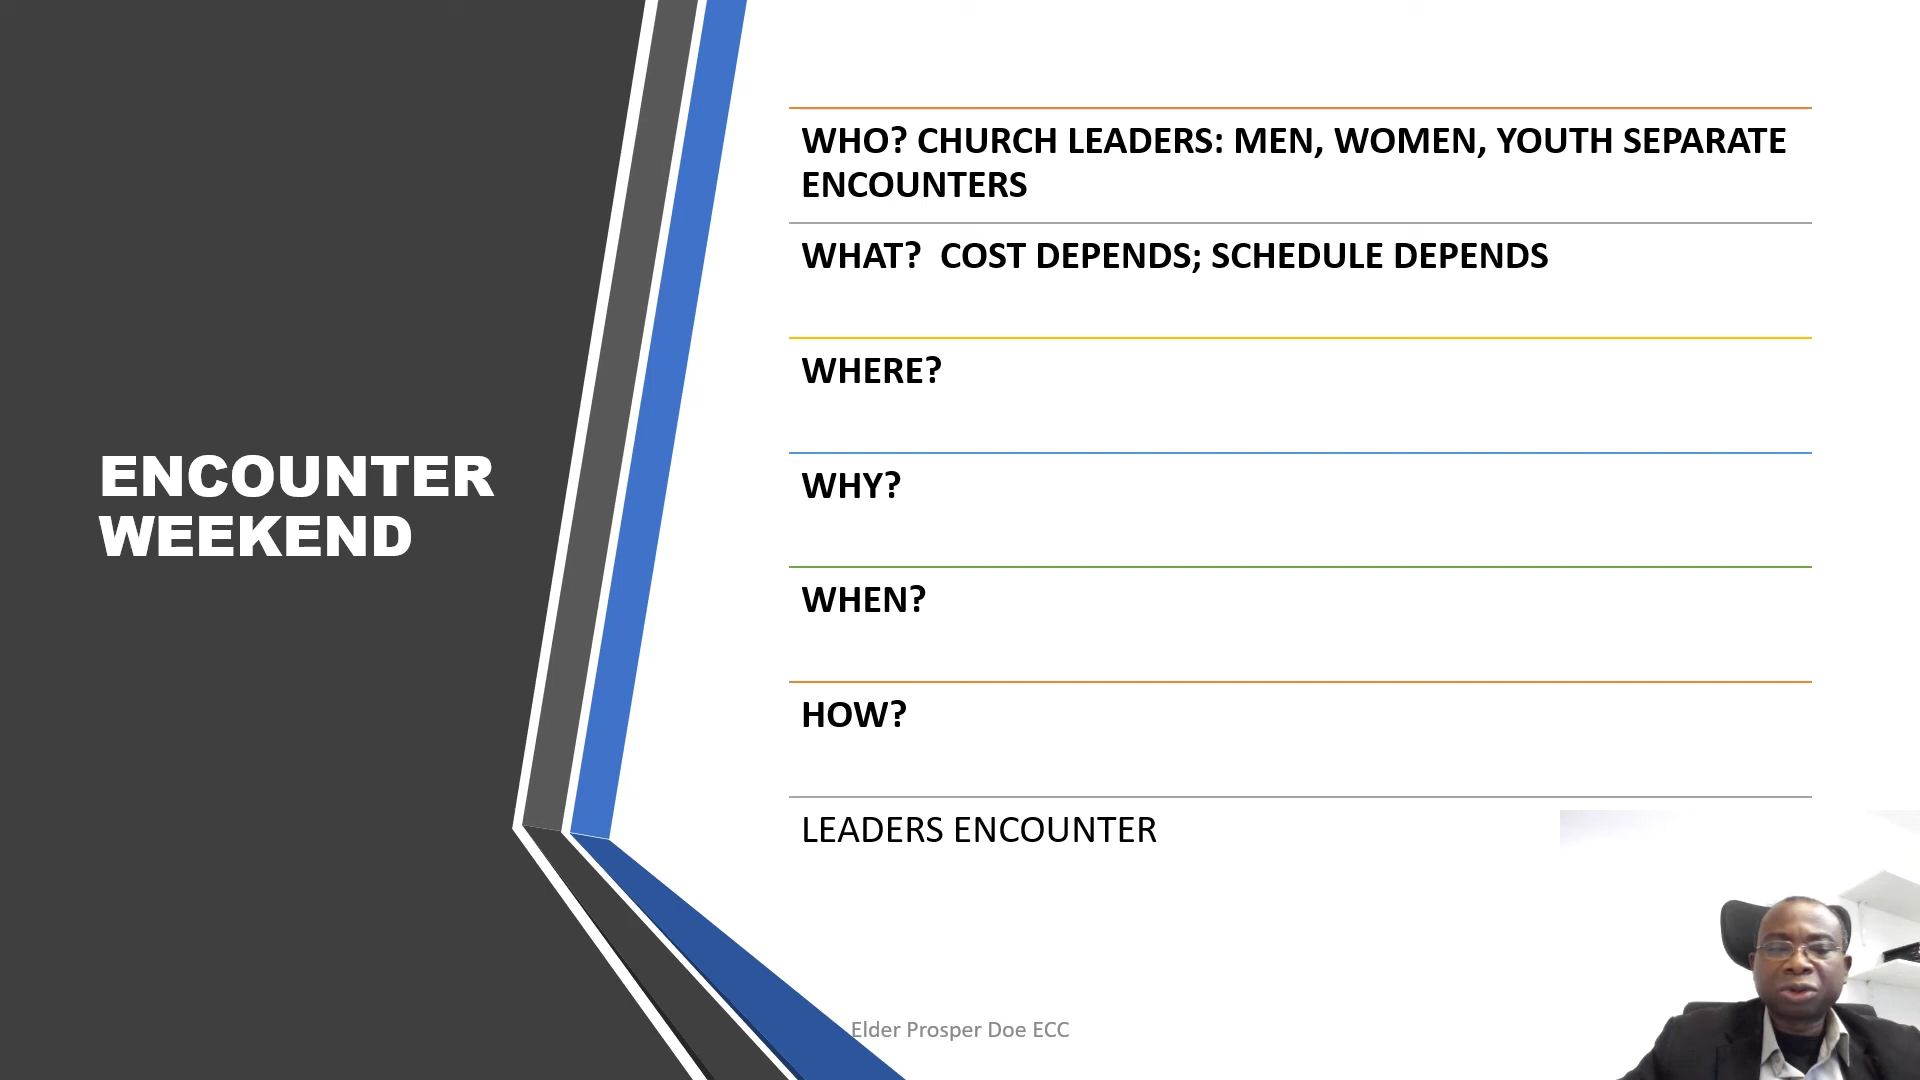 ENCOUNTER
WEEKEND
WHO? CHURCH LEADERS: MEN, WOMEN, YOUTH SEPARATE
ENCOUNTERS
WHAT?  COST DEPENDS; SCHEDULE DEPENDS
WHERE?
WHY?
WHEN?
HOW?
LEADERS ENCOUNTER
Elder Prosper Doe ECC